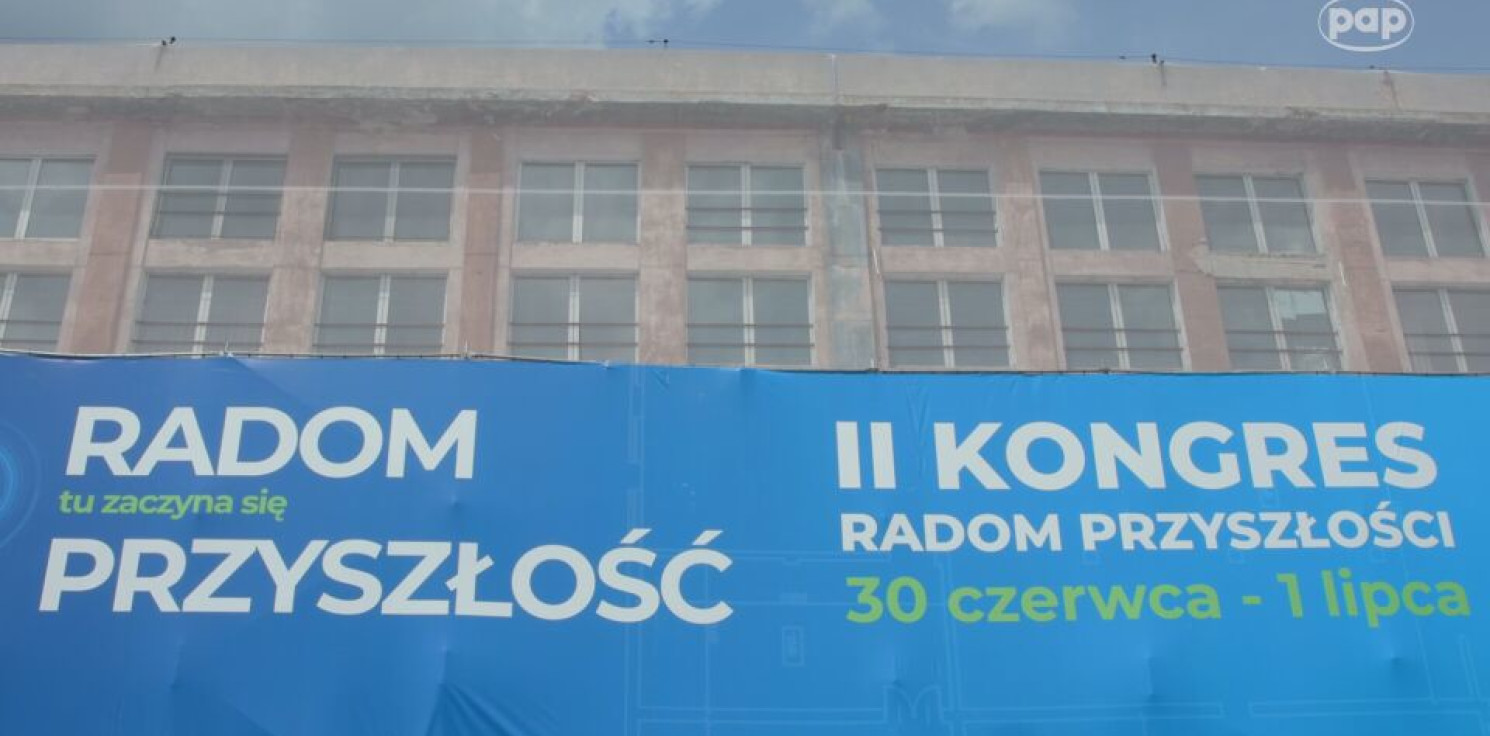 pap
RADOM
tu zaczyna się
PRZYSZŁOŚĆ
II KONGRES
RADOM PRZYSZŁOŚCI
30 czerwca - 1 lipca